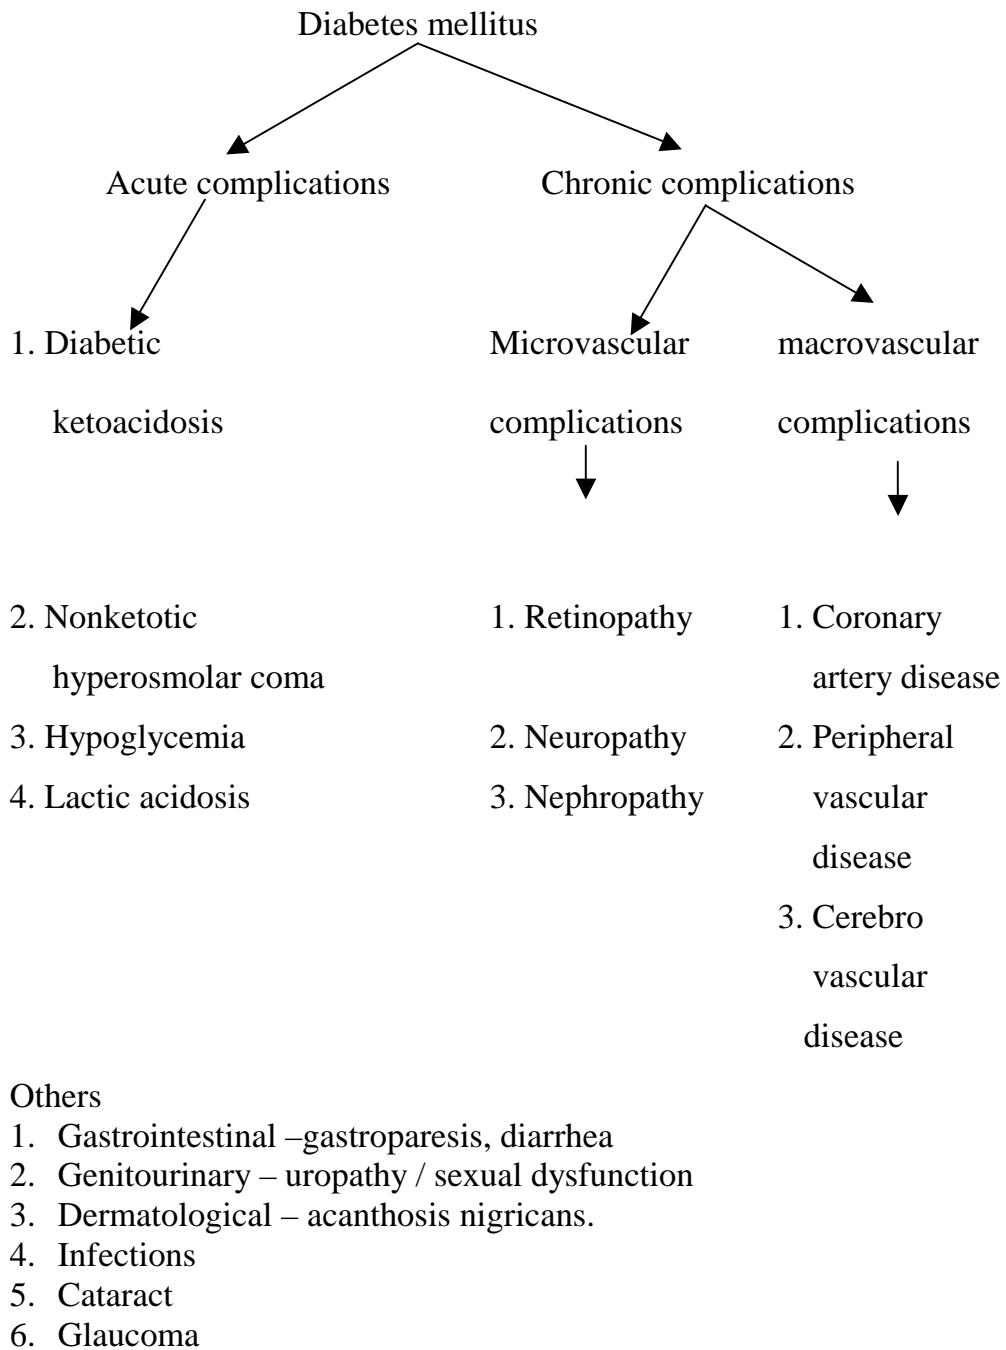 Diabetes mellitus
Acute complications Chronic complications
1. Diabetic Microvascular macrovascular
ketoacidosis complications complications
2. Nonketotic 1. Retinopathy 1. Coronary
hyperosmolar coma artery disease
3. Hypoglycemia 2. Neuropathy 2. Peripheral
4. Lactic acidosis 3. Nephropathy vascular
disease
3. Cerebro
vascular
disease
Others
1. Gastrointestinal –gastroparesis, diarrhea
2. Genitourinary – uropathy / sexual dysfunction
3. Dermatological – acanthosis nigricans.
4. Infections
5. Cataract
6. Glaucoma